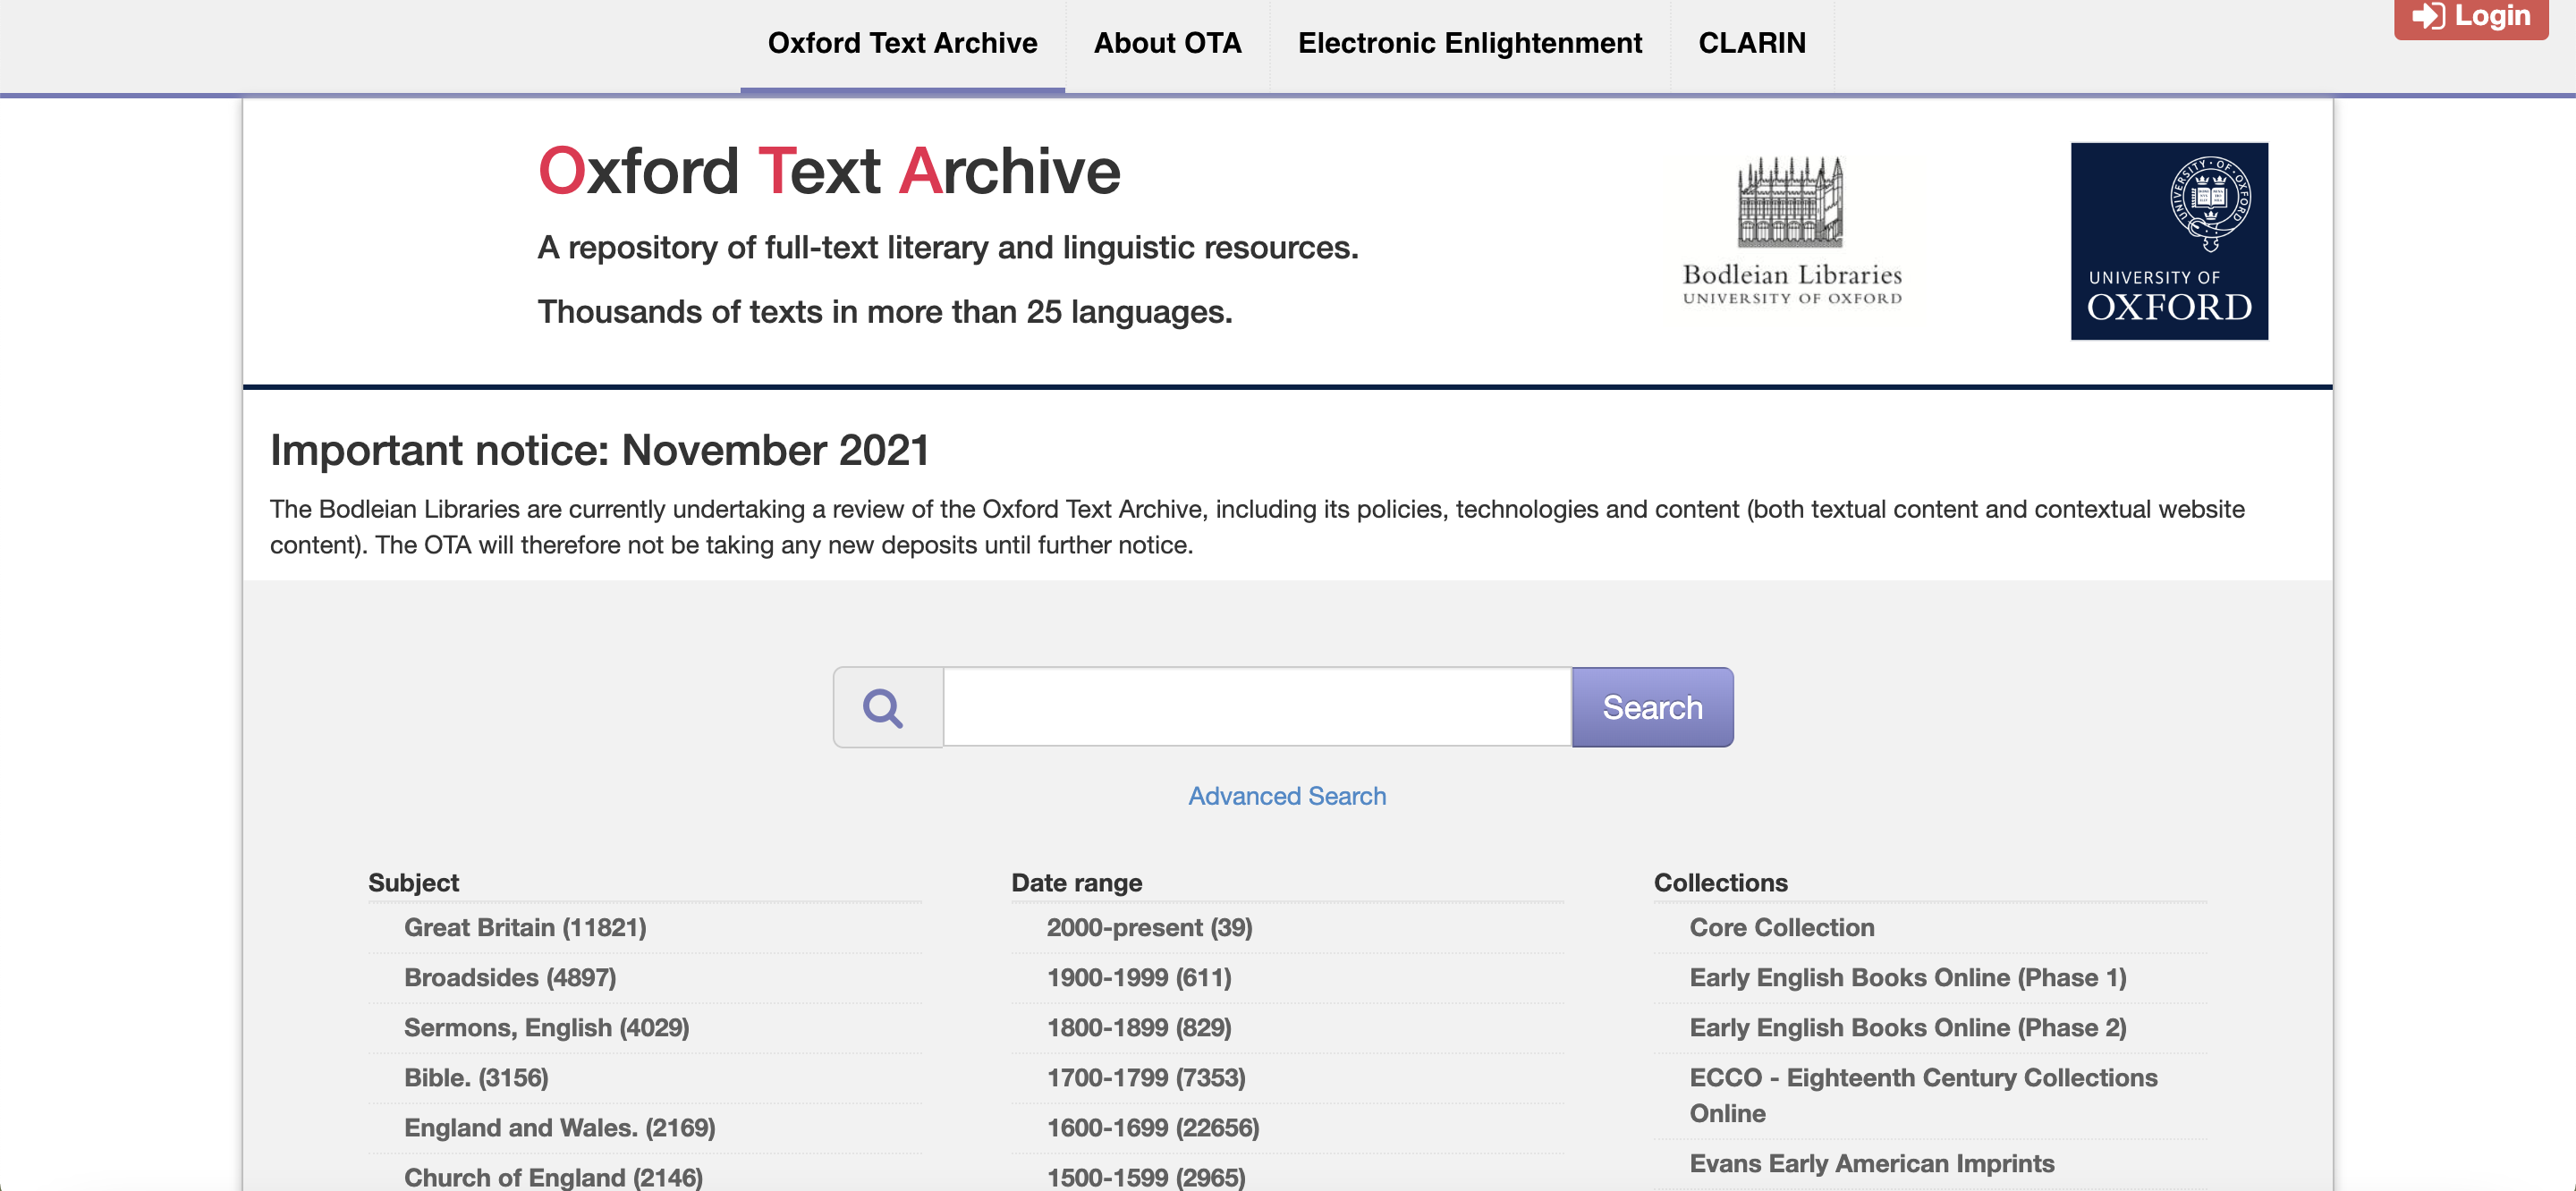 Oxford Text Archive
About OTA
Electronic Enlightenment
CLARIN
Login
Oxford Text Archive
A repository of full-text literary and linguistic resources.
Thousands of texts in more than 25 languages.
Bodleian Libraries
UNIVERSITY OF OXFORD
UNIVERSITY OF OXFORD
UNIVERSITY OF
OXFORD
Important notice: November 2021
The Bodleian Libraries are currently undertaking a review of the Oxford Text Archive, including its policies, technologies and content (both textual content and contextual website
content). The OTA will therefore not be taking any new deposits until further notice.
Search
Advanced Search
Subject
Great Britain (11821)
Broadsides (4897)
Sermons, English (4029)
Bible. (3156)
England and Wales. (2169)
Church of England (2146)
Date range
2000-present (39)
1900-1999 (611)
1800-1899 (829)
1700-1799 (7353)
1600-1699 (22656)
1500-1599 (2965)
Collections
Core Collection
Early English Books Online (Phase 1)
Early English Books Online (Phase 2)
ECCO - Eighteenth Century Collections
Online
Evans Early American Imprints